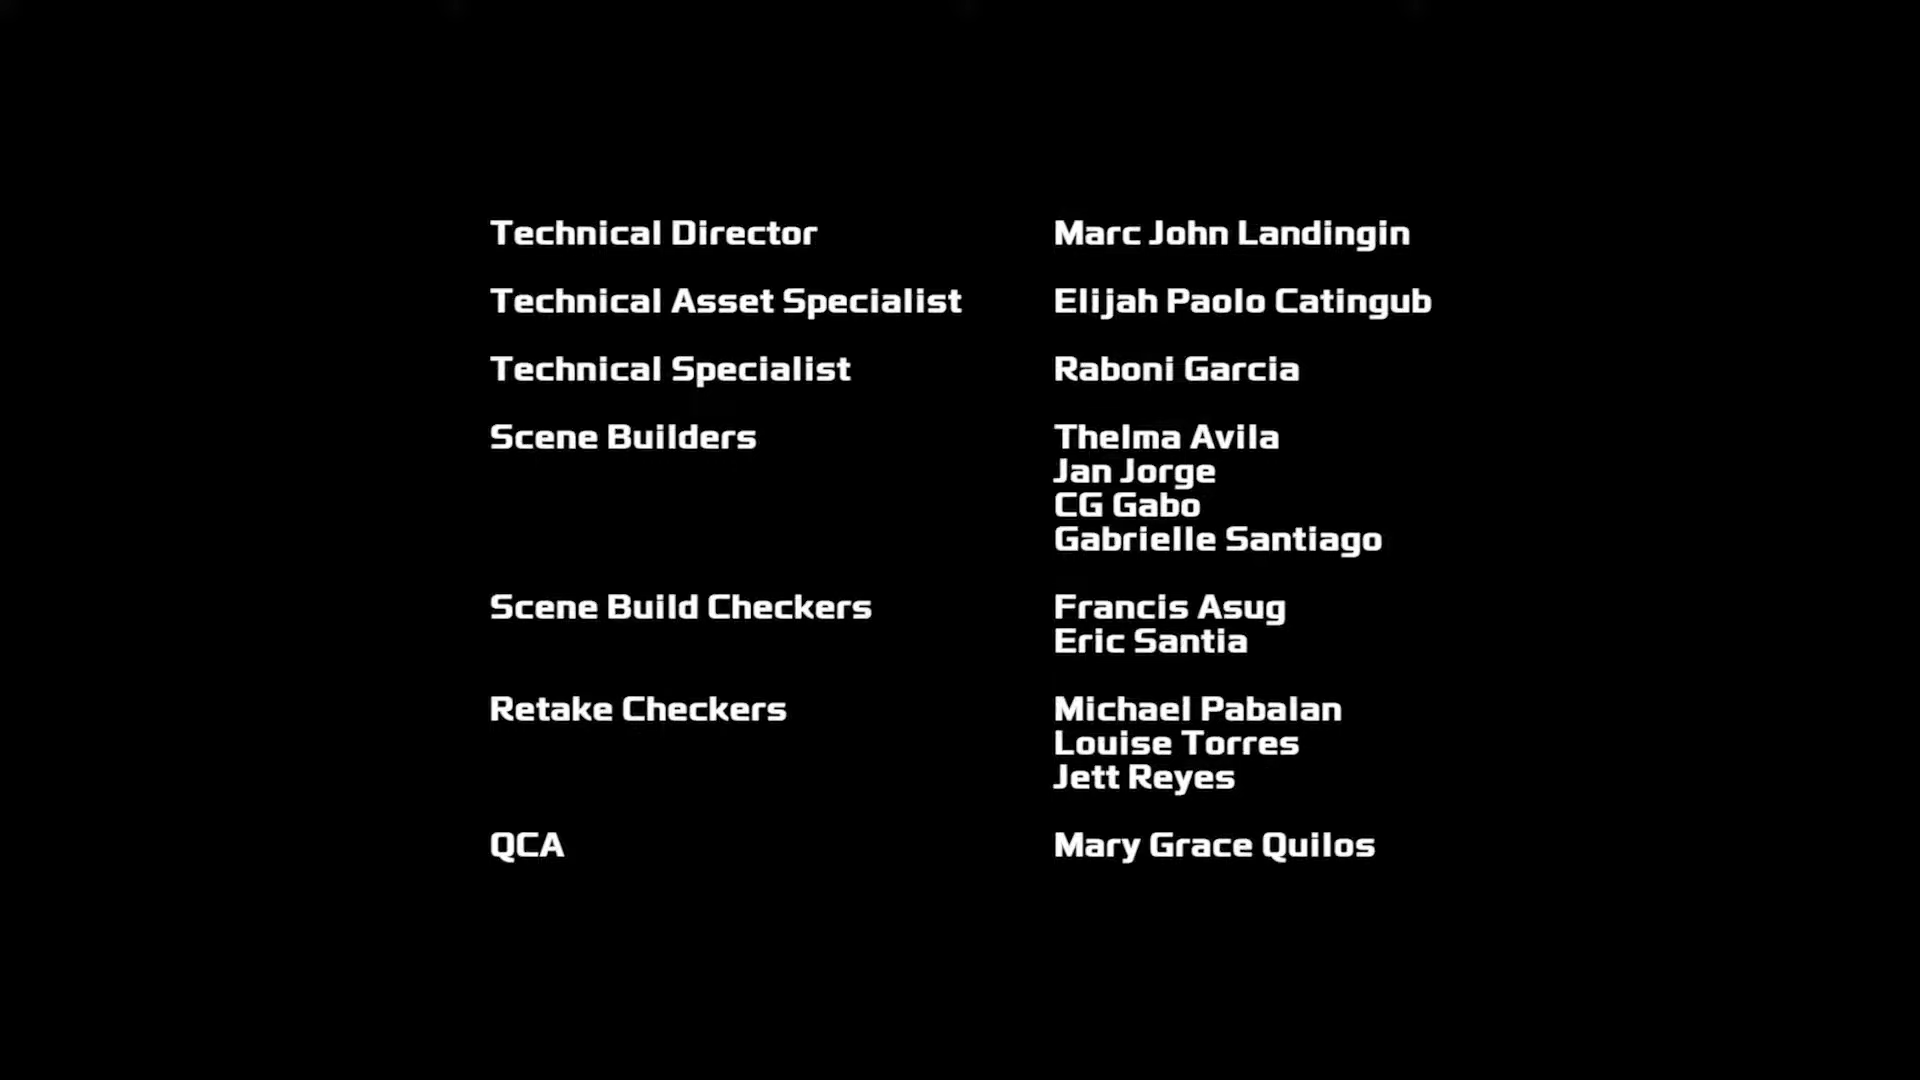 Technical Director Marc John Landingin
Technical Asset Specialist Elijah Paolo Catingub
Technical Specialist Raboni Garcia
Scene Builders Thelma Avila
Jan Jorge
CG Gabo
Gabrielle Santiago
Scene Build Checkers Francis Asug
Eric Santia
Retake Checkers Michael Pabalan
Louise Torres
Jett Reyes
QCA Mary Grace Quilos